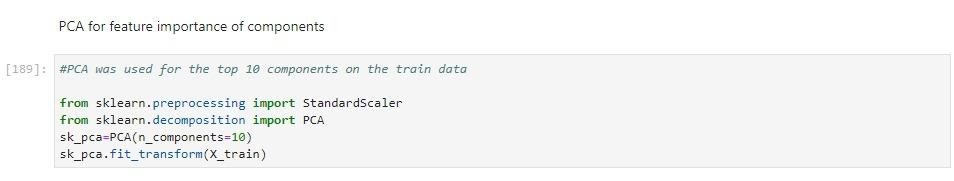 PCA for feature importance of components
[189]: #PCA was used for the top 10 components on the train data
from sklearn.preprocessing import StandardScaler
from sklearn.decomposition import PCA
sk_pca=PCA(n_components=10)
sk_pca.fit_transform(X_train)